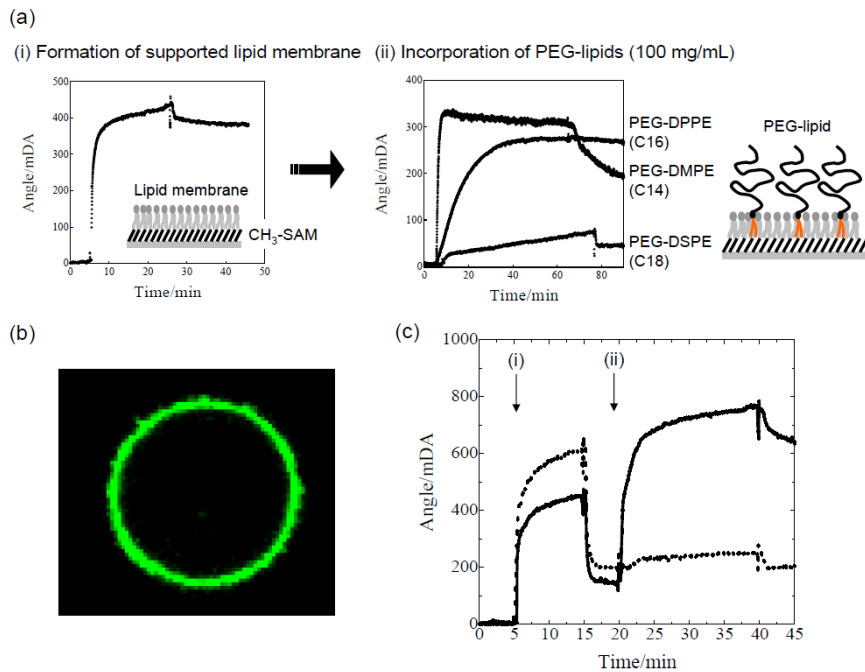 (a)
(i) Formation of supported lipid membrane
(ii) Incorporation of PEG-lipids (100 mg/mL)
500
400
300
200
100
0
Angle/mDA
Lipid membrane
CH3-SAM
0 10 20 30 40 50
Time/min
400
300
200
100
0
Angle/mDA
0 20 40 60 80
Time/min
PEG-DPPE
(C16)
PEG-DMPE
(C14)
PEG-DSPE
(C18)
PEG-lipid
(b)
(c)
1000
800
600
400
200
0
Angle/mDA
(i)
(ii)
0 5 10 15 20 25 30 35 40 45
Time/min